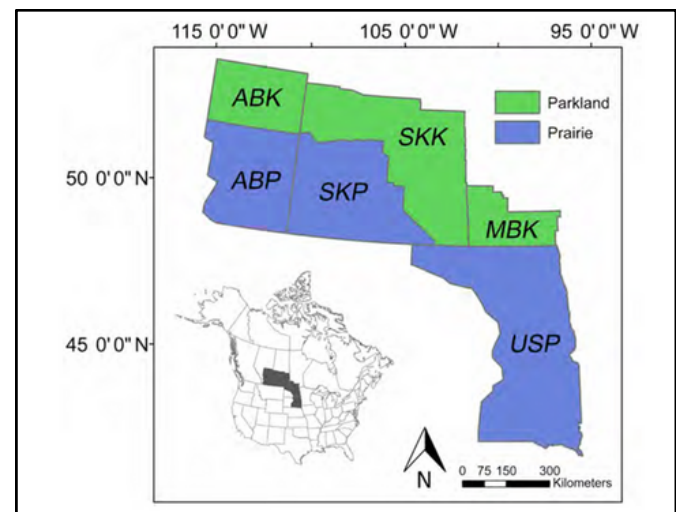 115 0'0"W 105 0'0"W 95 0'0"W
Parkland
Prairie
ABK
SKK
50 0'0"N
ABP
SKP
MBK
45 0'0"N
USP
N
0 75 150 300
Kilometers